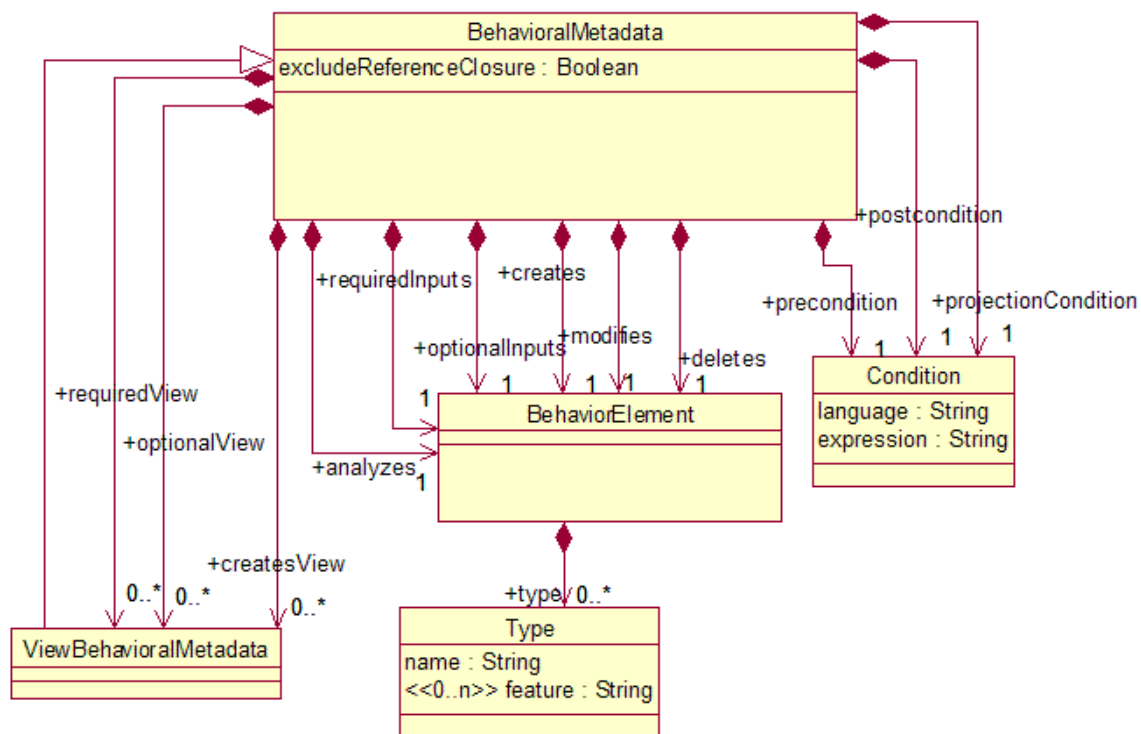 BehavioralMetadata
excludeReferenceClosure : Boolean
+postcondition
+requiredInputs
+creates
+precondition
+projectionCondition
+optionalInputs
+modifies
+deletes
1
1
1
+requiredView
1
1
1
1
1
1
Condition
language : String
expression : String
BehaviorElement
+optionalView
+analyzes
1
+createsView
0..*
0..*
0..*
+type
0..*
ViewBehavioralMetadata
Type
name : String
<<0..n>> feature : String